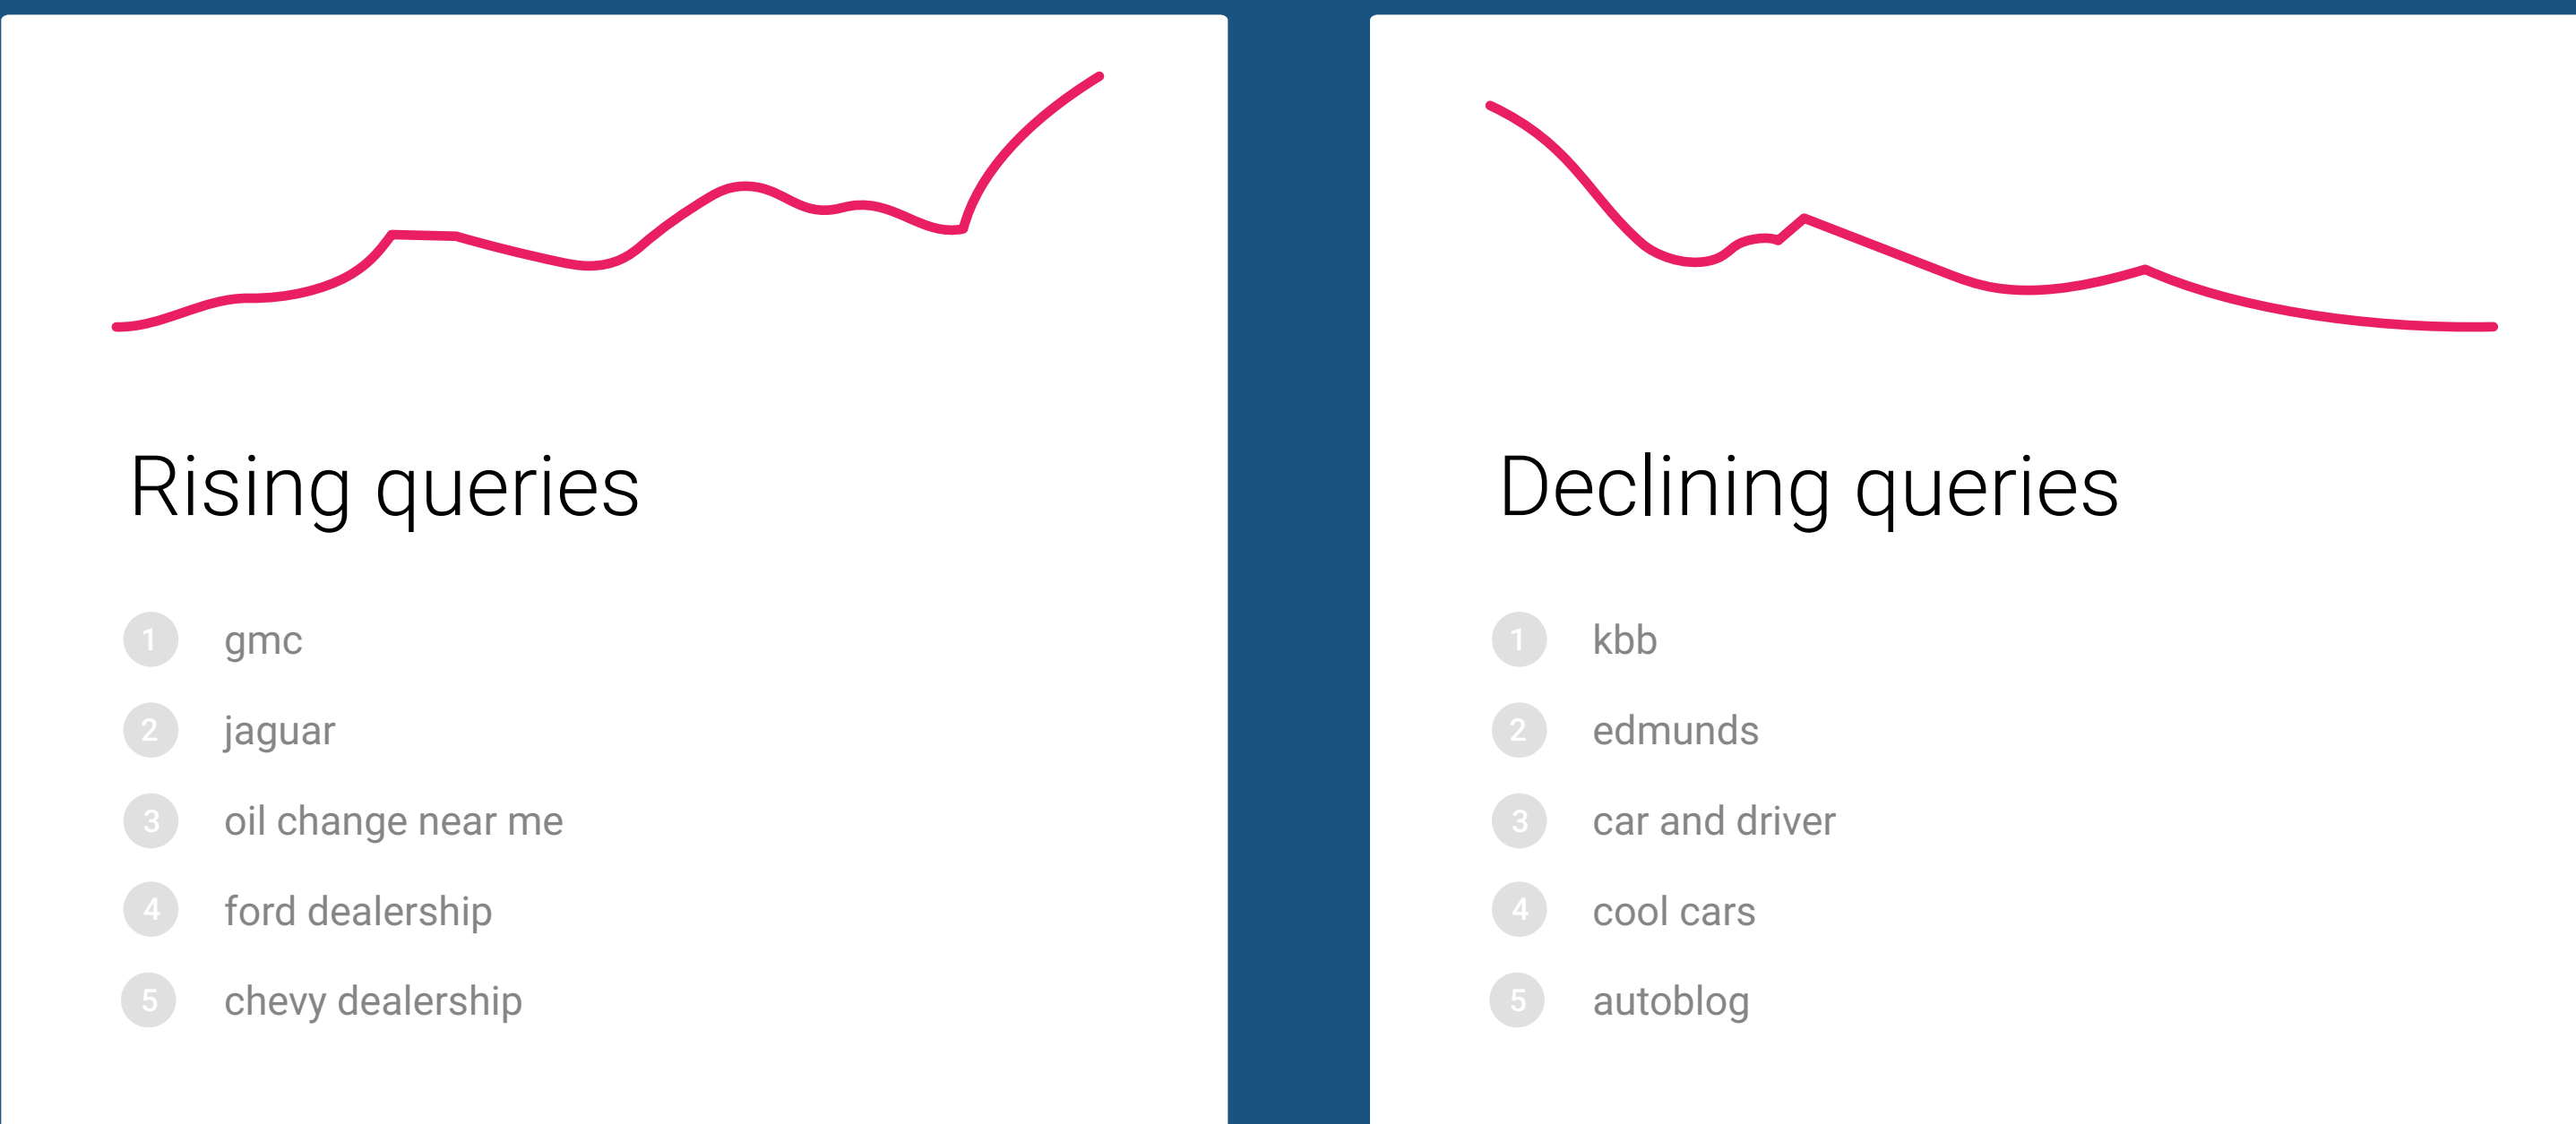 Rising queries
1 gmc
2 jaguar
3 oil change near me
4 ford dealership
5 chevy dealership
Declining queries
1 kbb
2 edmunds
3 car and driver
4 cool cars
5 autoblog